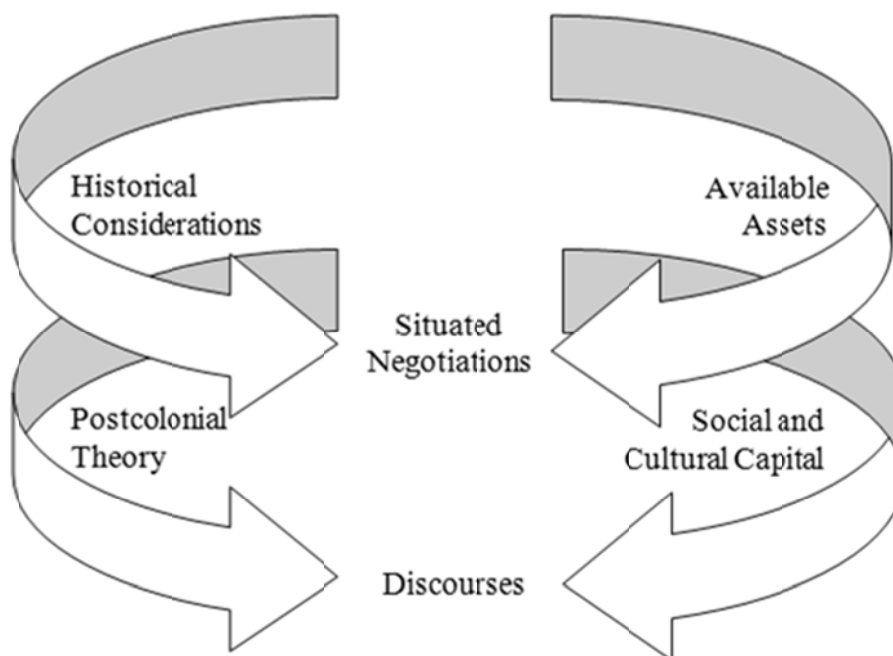 Historical
Considerations
Available
Assets
Situated
Negotiations
Postcolonial
Theory
Social and
Cultural Capital
Discourses